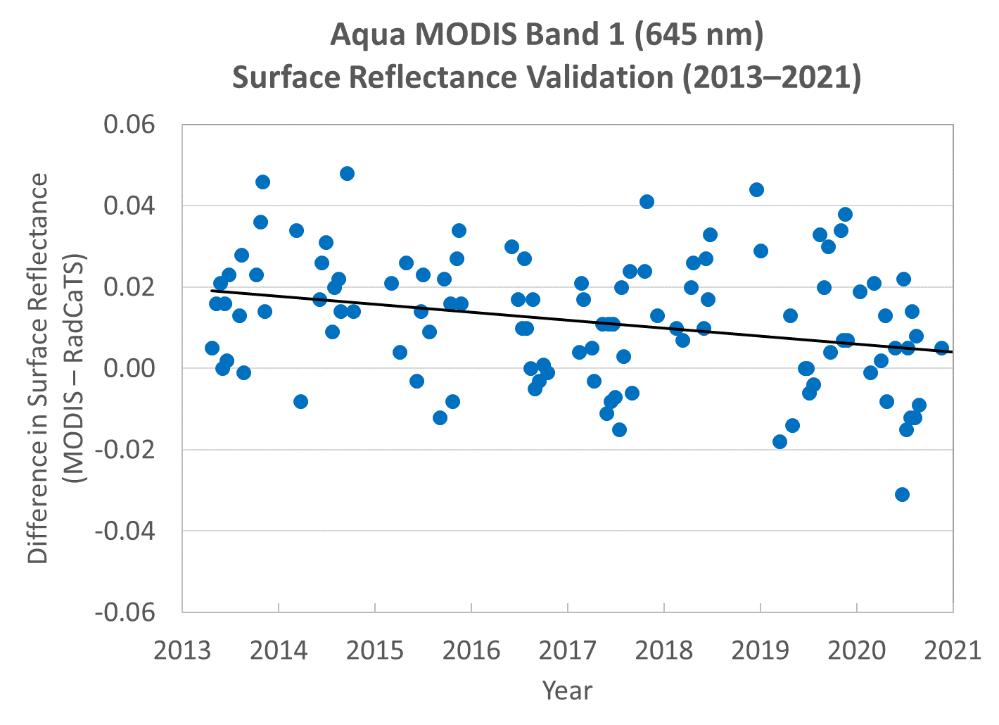 Aqua MODIS Band 1 (645 nm)
Surface Reflectance Validation (2013–2021)
Difference in Surface Reflectance
(MODIS – RadCaTS)
0.06
0.04
0.02
0.00
-0.02
-0.04
-0.06
2013 2014 2015 2016 2017 2018 2019 2020 2021
Year